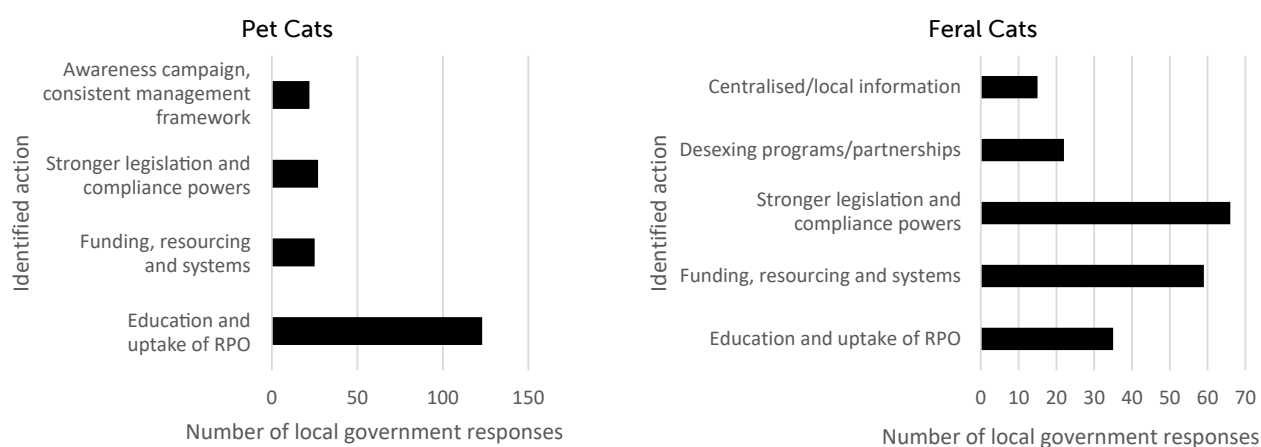 Pet Cats
Identified action
Awareness campaign,
consistent management
framework
Stronger legislation and
compliance powers
Funding, resourcing
and systems
Education and
uptake of RPO
0 50 100 150
Number of local government responses
Feral Cats
Identified action
Centralised/local information
Desexing programs/partnerships
Stronger legislation and
compliance powers
Funding, resourcing and systems
Education and uptake of RPO
0 10 20 30 40 50 60 70
Number of local government responses